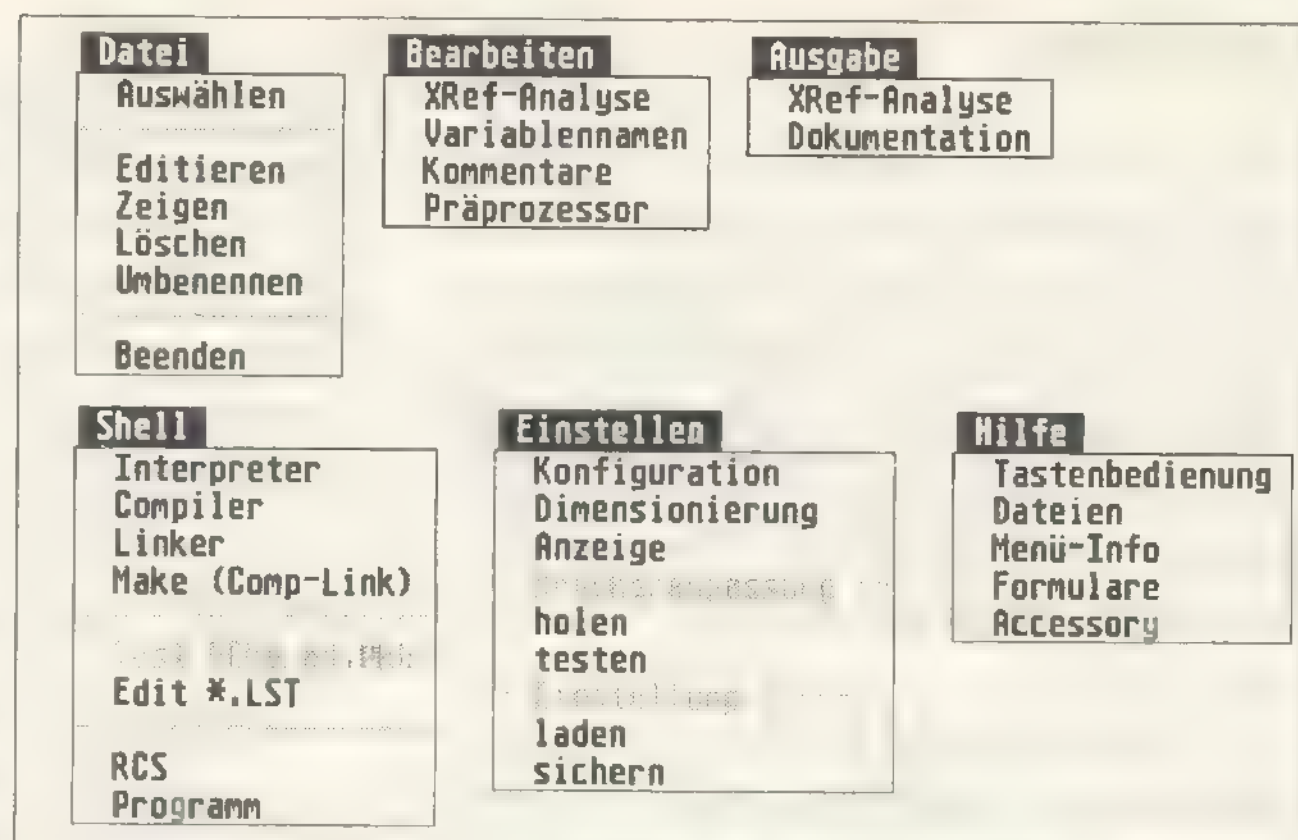 Datei
Auswählen
Editieren
Zeigen
Löschen
Umbenennen
Beenden
Bearbeiten
XRef-Analyse
Variablennamen
Kommentare
Präprozessor
Ausgabe
XRef-Analyse
Dokumentation
Shell
Interpreter
Compiler
Linker
Make (Comp-Link)
Edit *.LST
RCS
Programm
Einstellen
Konfiguration
Dimensionierung
Anzeige
holen
testen
laden
sichern
Hilfe
Tastenbedienung
Dateien
Menü-Info
Formulare
Accessory